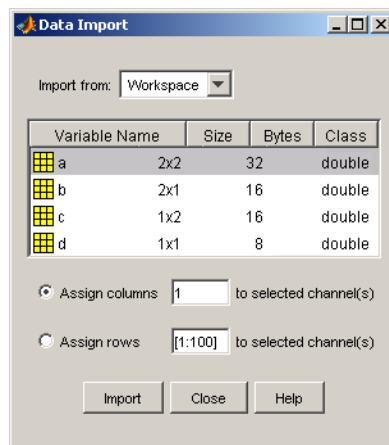 Data Import
Import from: Workspace
Variable Name Size Bytes Class
a 2x2 32 double
b 2x1 16 double
c 1x2 16 double
d 1x1 8 double
Assign columns 1 to selected channel(s)
Assign rows [1:100] to selected channel(s)
Import Close Help